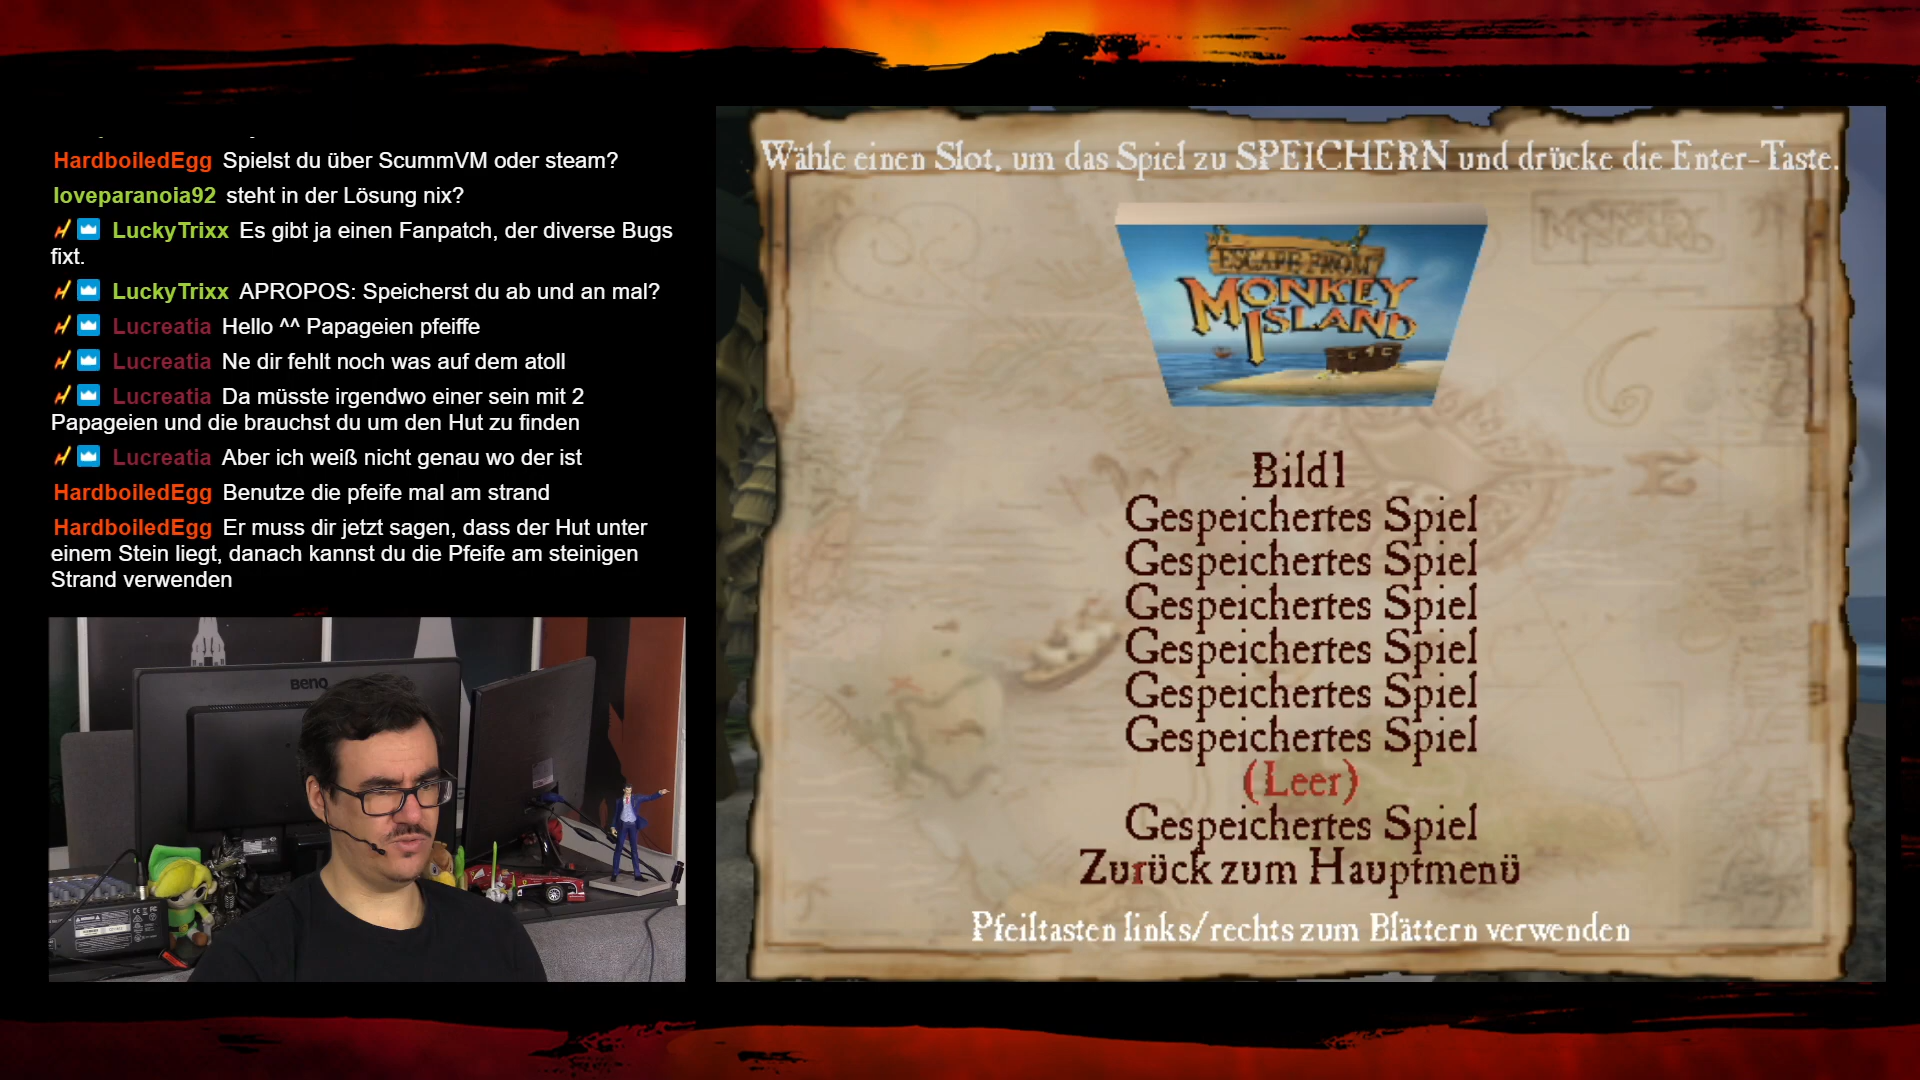 HardboiledEgg Spielst du über ScummVM oder steam?
loveparanoia92 steht in der Lösung nix?
LuckyTrixx Es gibt ja einen Fanpatch, der diverse Bugs
fixt.
LuckyTrixx APROPOS: Speicherst du ab und an mal?
Lucreatia Hello ^^ Papageien pfeiffe
Lucreatia Ne dir fehlt noch was auf dem atoll
Lucreatia Da müsste irgendwo einer sein mit 2
Papageien und die brauchst du um den Hut zu finden
Lucreatia Aber ich weiß nicht genau wo der ist
HardboiledEgg Benutze die pfeife mal am strand
HardboiledEgg Er muss dir jetzt sagen, dass der Hut unter
einem Stein liegt, danach kannst du die Pfeife am steinigen
Strand verwenden
BenQ
Wähle einen Slot, um das Spiel zu SPEICHERN und drücke die Enter-Taste.
MONKEY
ISLAND
ESCAPE FROM
MONKEY
ISLAND
W
E
Bild1
Gespeichertes Spiel
Gespeichertes Spiel
Gespeichertes Spiel
Gespeichertes Spiel
Gespeichertes Spiel
Gespeichertes Spiel
(Leer)
Gespeichertes Spiel
Zurück zum Hauptmenü
Pfeiltasten links/rechts zum Blättern verwenden